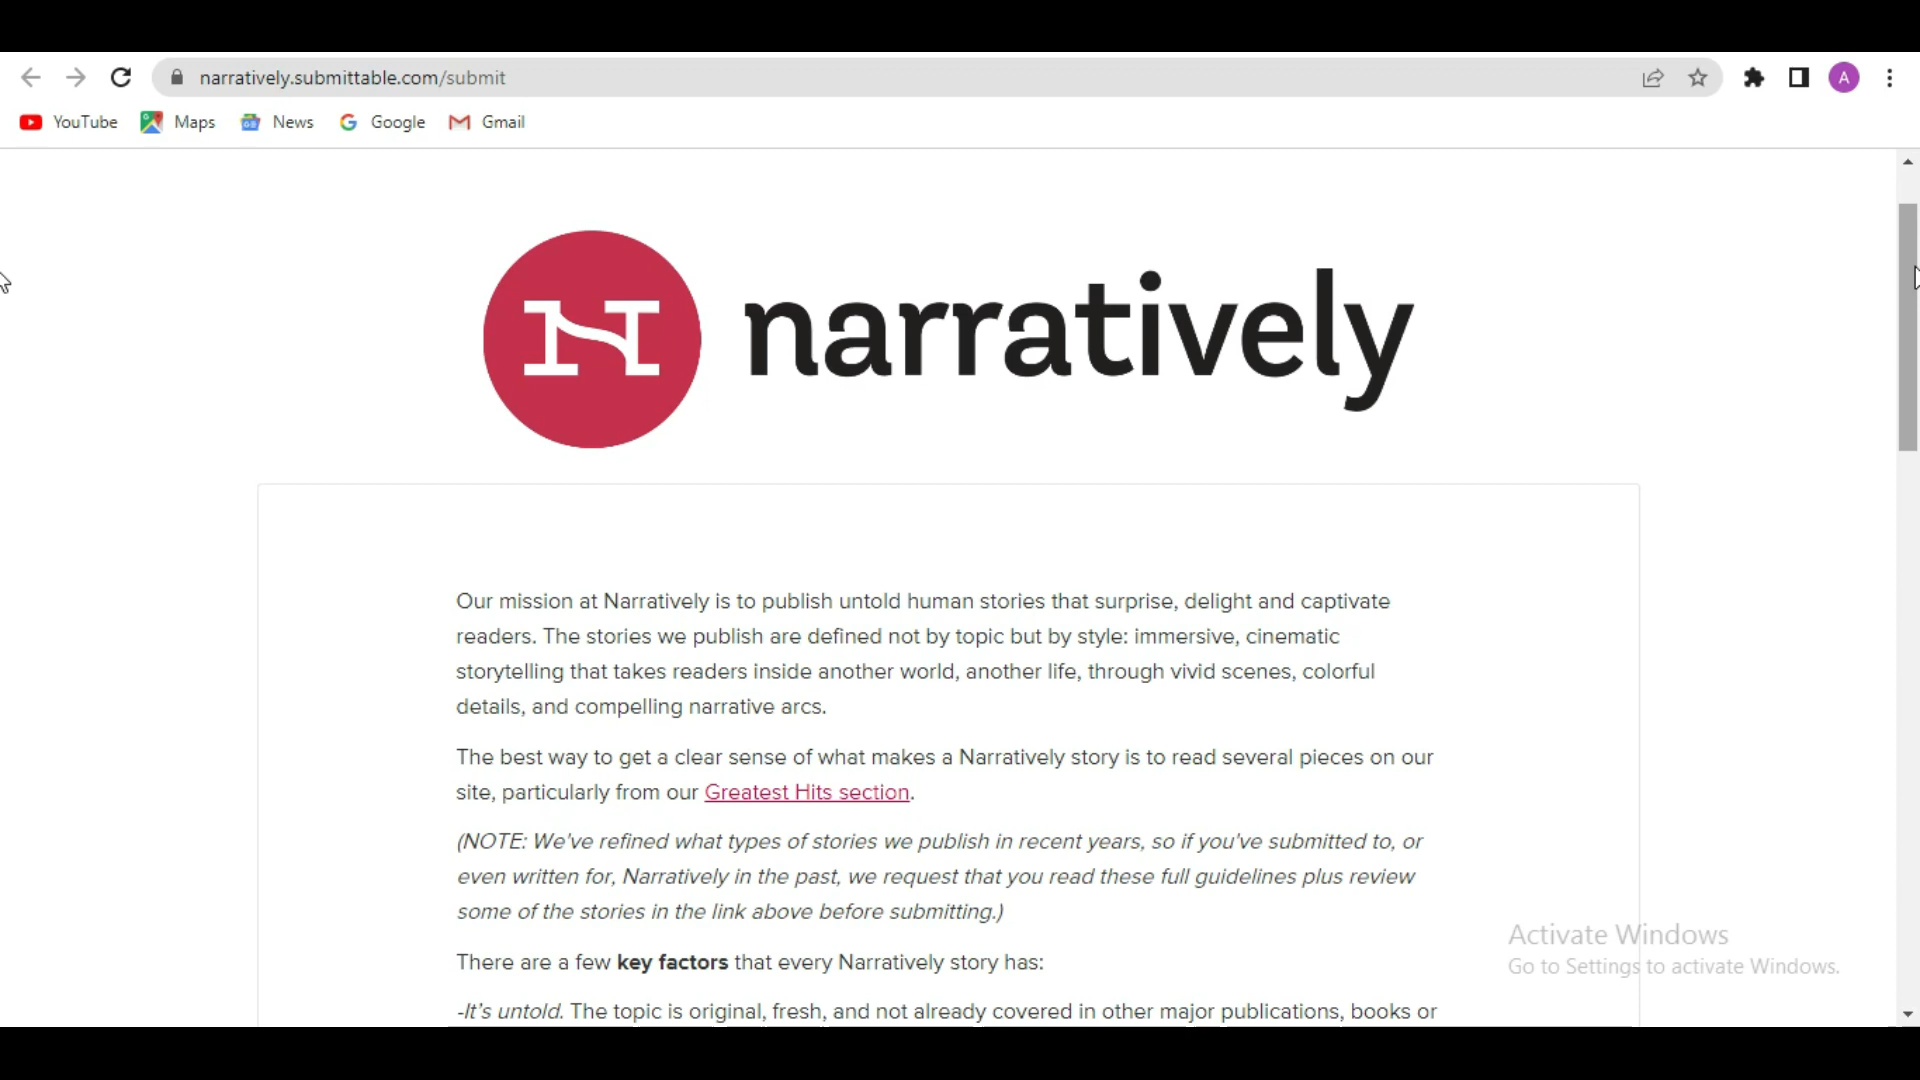 narratively.submittable.com/submit
A
YouTube
Maps
News
Google
Gmail
narratively
Our mission at Narratively is to publish untold human stories that surprise, delight and captivate
readers. The stories we publish are defined not by topic but by style: immersive, cinematic
storytelling that takes readers inside another world, another life, through vivid scenes, colorful
details, and compelling narrative arcs.
The best way to get a clear sense of what makes a Narratively story is to read several pieces on our
site, particularly from our Greatest Hits section.
(NOTE: We've refined what types of stories we publish in recent years, so if you've submitted to, or
even written for, Narratively in the past, we request that you read these full guidelines plus review
some of the stories in the link above before submitting.)
There are a few key factors that every Narratively story has:
-It's untold. The topic is original, fresh, and not already covered in other major publications, books or
Activate Windows
Go to Settings to activate Windows.